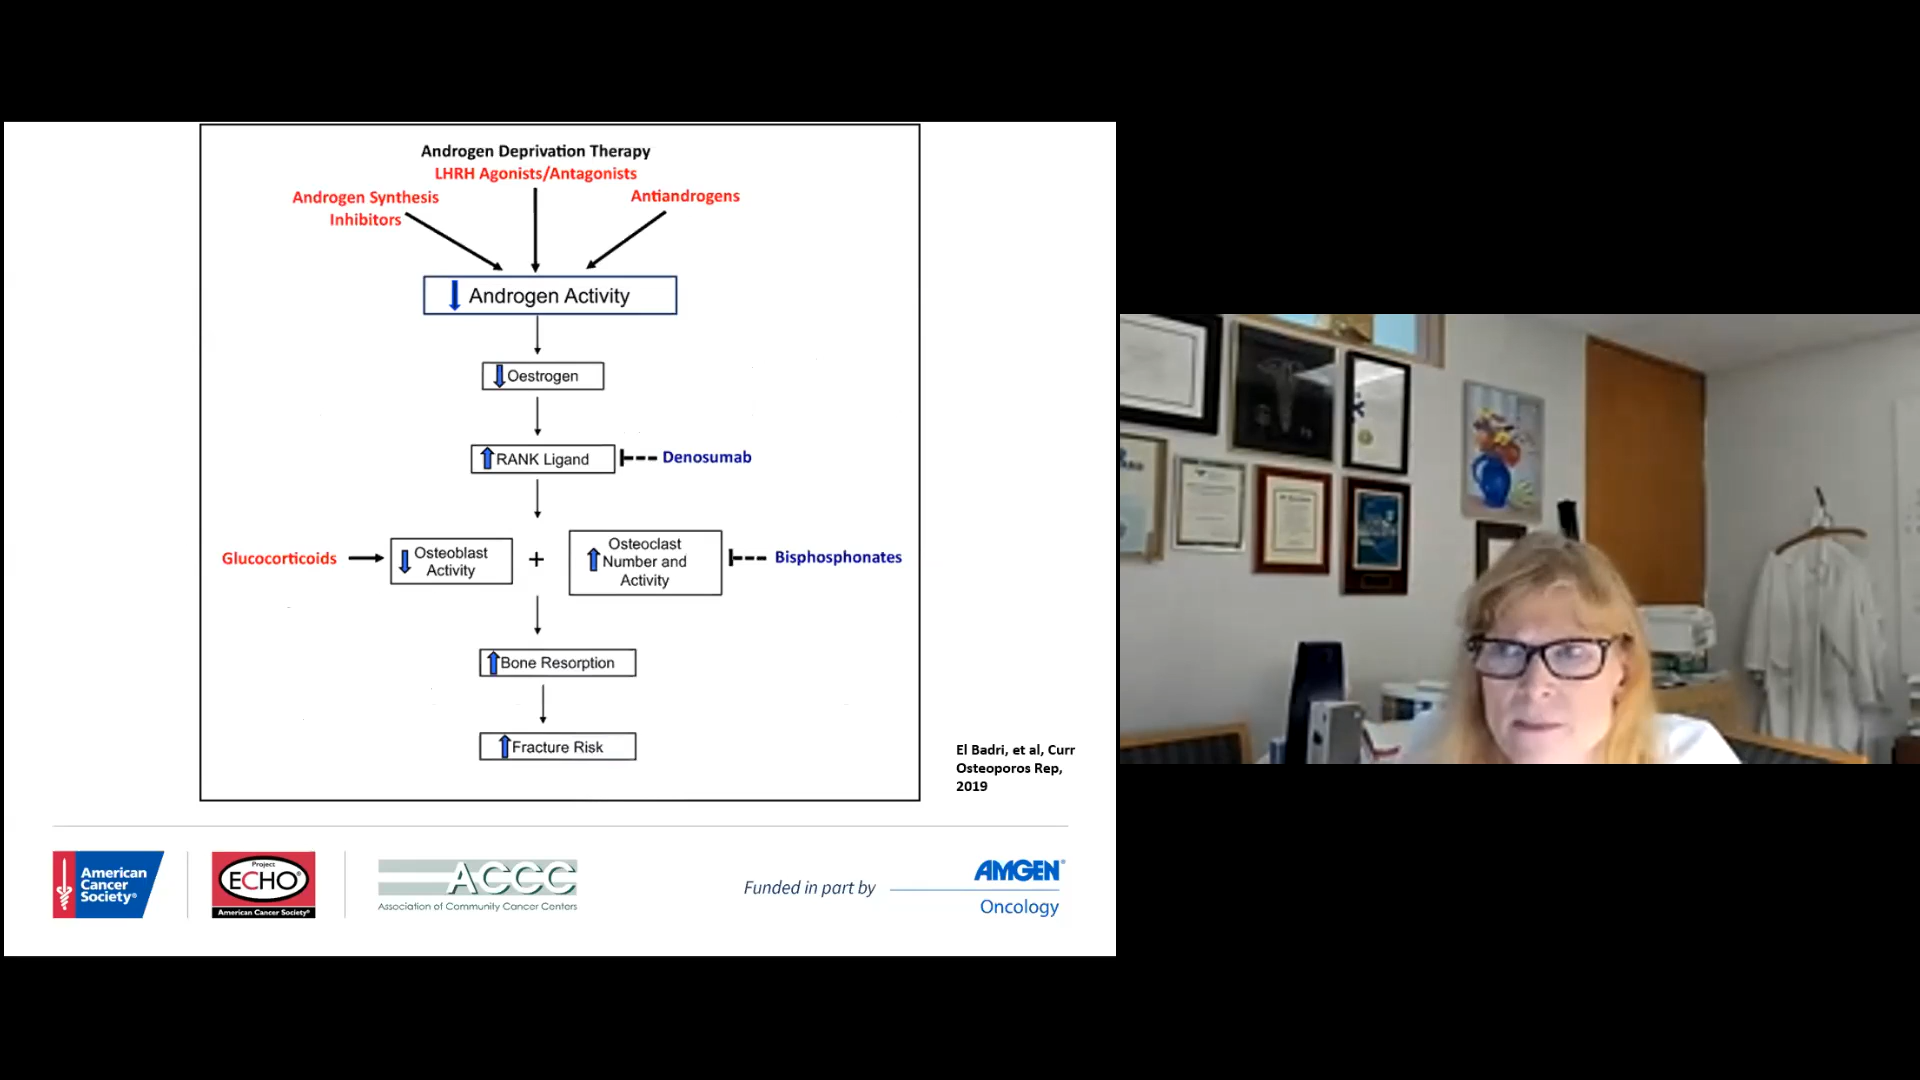 Androgen Deprivation Therapy
LHRH Agonists/Antagonists
Androgen Synthesis
Inhibitors
Antiandrogens
Androgen Activity
Oestrogen
RANK Ligand
Denosumab
Glucocorticoids
Osteoblast
Activity
+
Osteoclast
Number and
Activity
Bisphosphonates
Bone Resorption
Fracture Risk
El Badri, et al, Curr
Osteoporos Rep,
2019
American
Cancer
Society®
Project
ECHO®
American Cancer Society®
ACCC
Association of Community Cancer Centers
Funded in part by
AMGEN®
Oncology